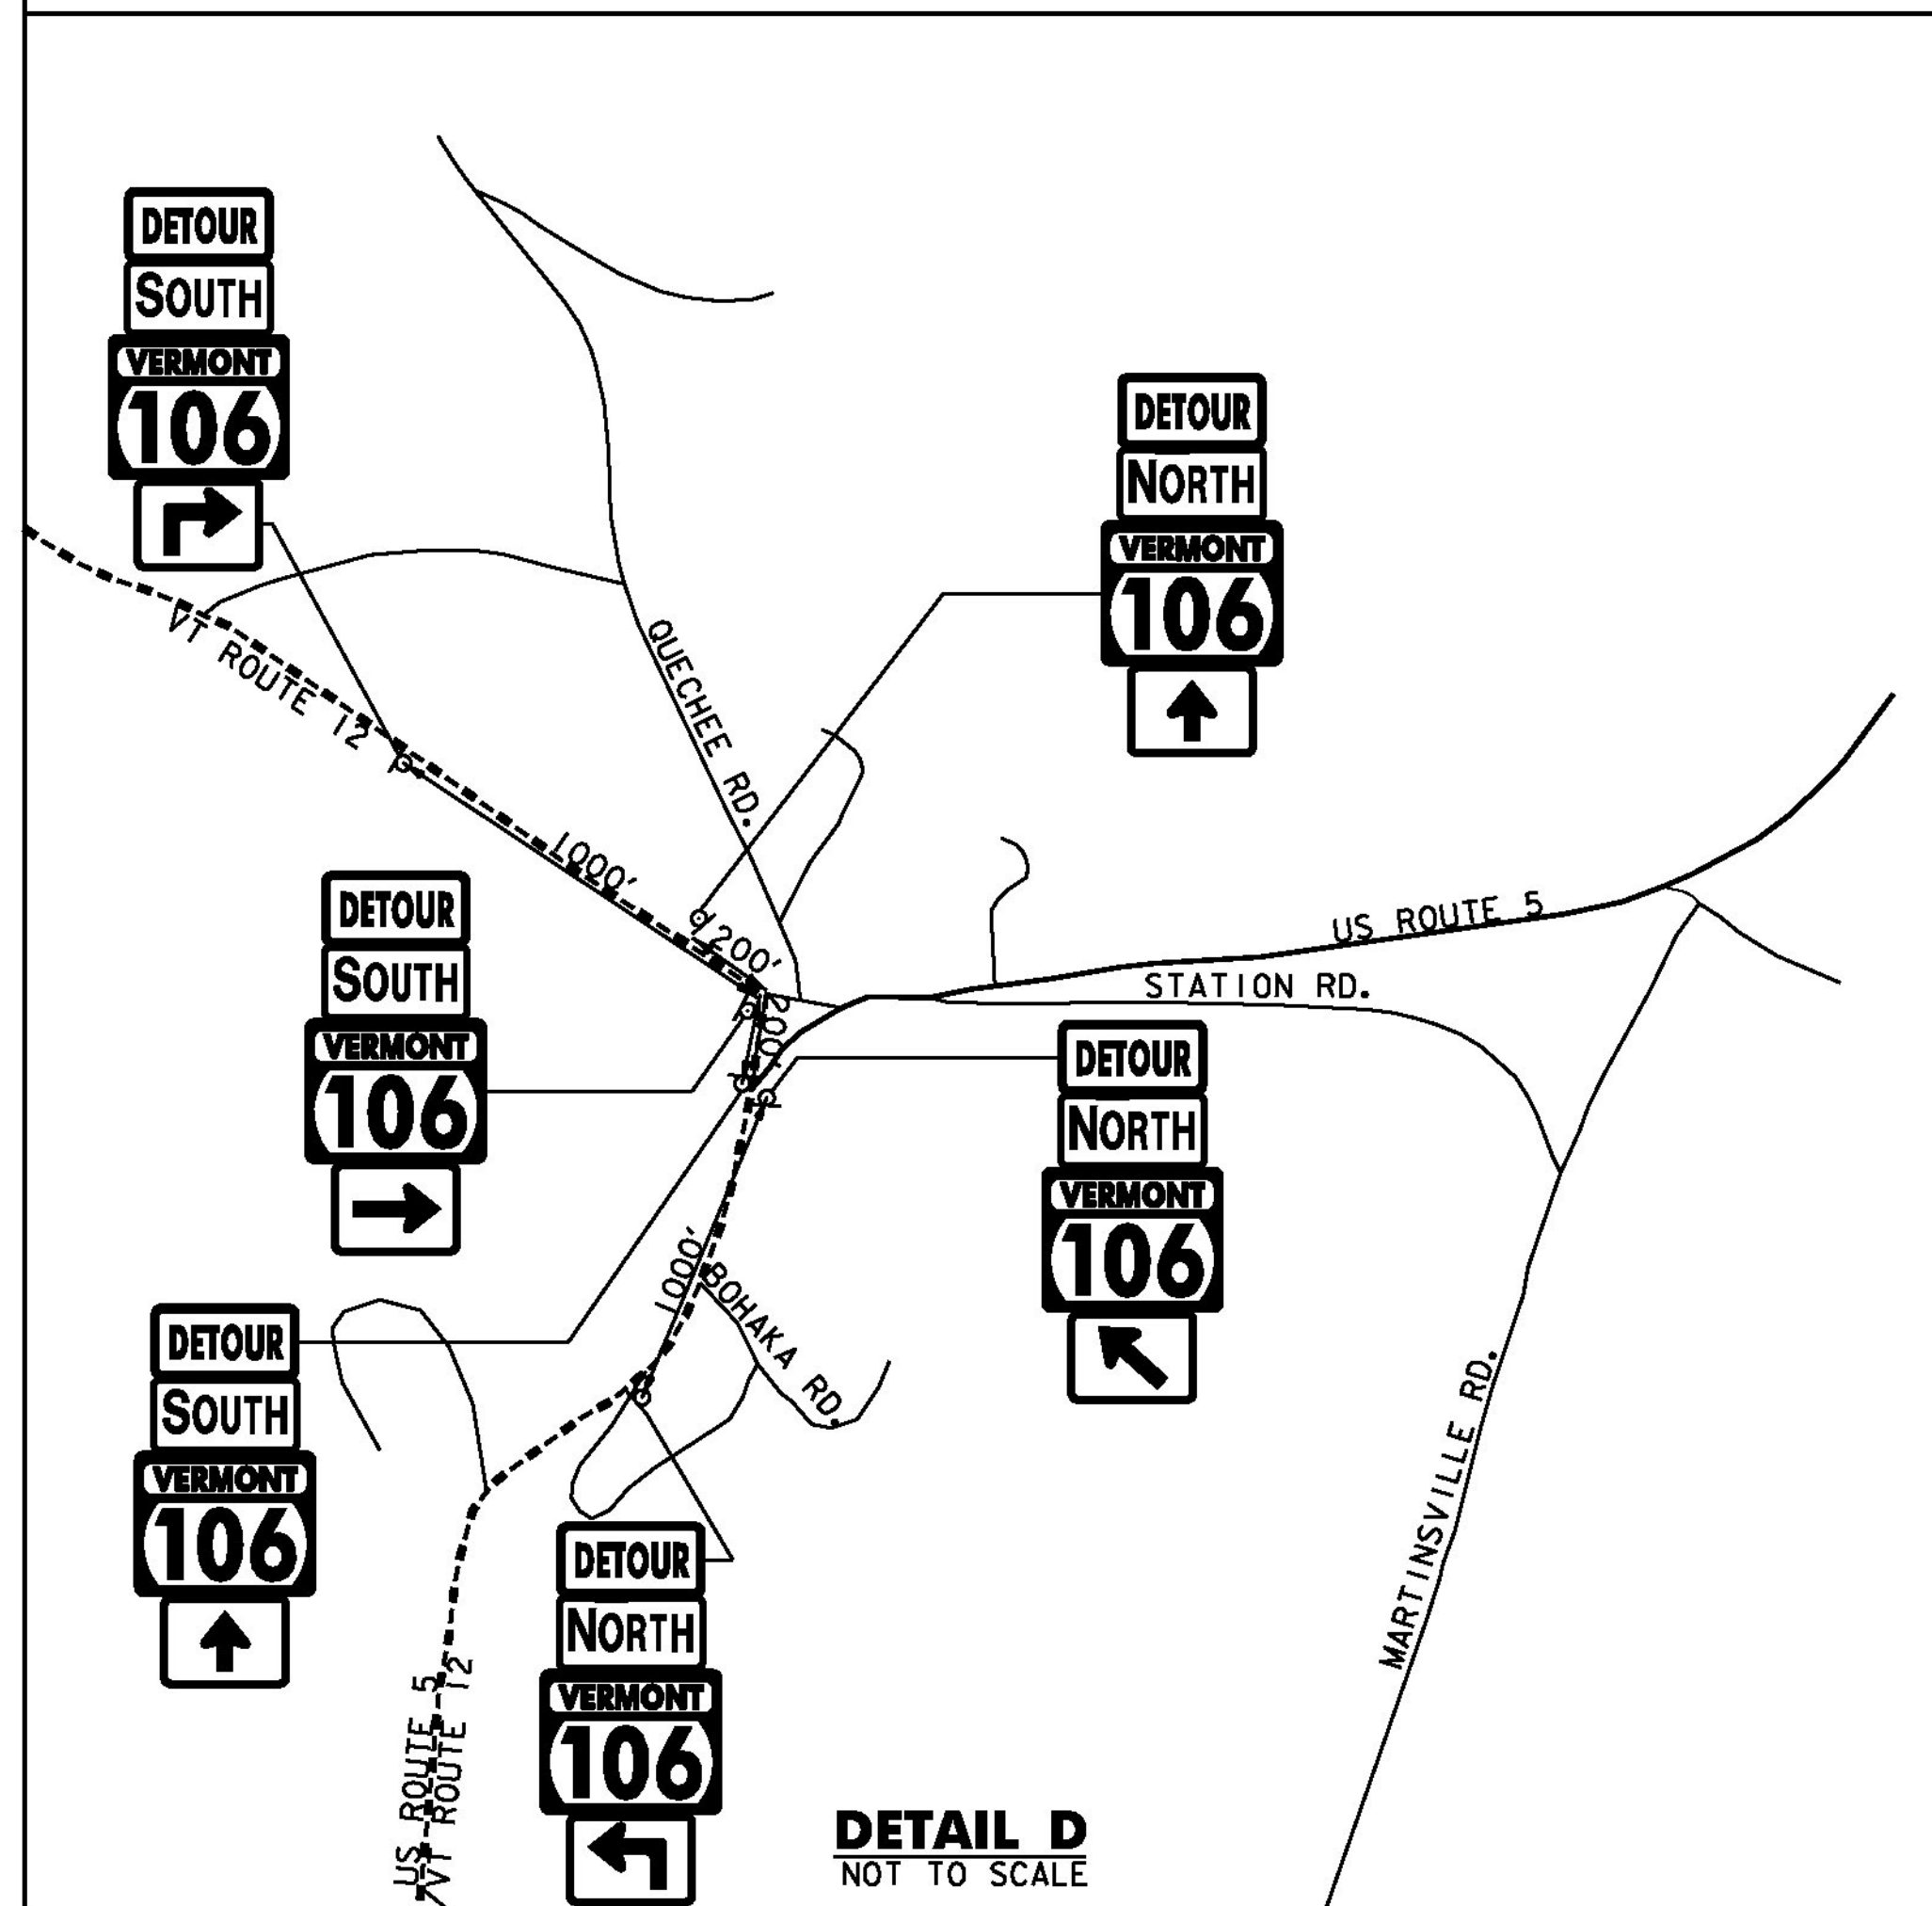 DETOUR
SOUTH
VERMONT
106
DETOUR
NORTH
VERMONT
106
VT ROUTE 12
QUECHEE RD.
1000'
200'
200'
US ROUTE 5
STATION RD.
DETOUR
SOUTH
VERMONT
106
DETOUR
NORTH
VERMONT
106
1000'
BOHAKA RD.
MARTINSVILLE RD.
DETOUR
SOUTH
VERMONT
106
DETOUR
NORTH
VERMONT
106
US ROUTE 5
VT ROUTE 12
DETAIL D
NOT TO SCALE